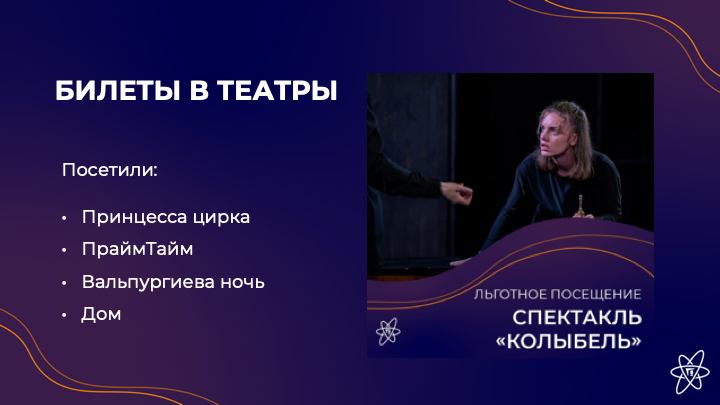 БИЛЕТЫ В ТЕАТРЫ
Посетили:
• Принцесса цирка
• ПраймТайм
• Вальпургиева ночь
• Дом
ЛЬГОТНОЕ ПОСЕЩЕНИЕ
СПЕКТАКЛЬ
«КОЛЫБЕЛЬ»